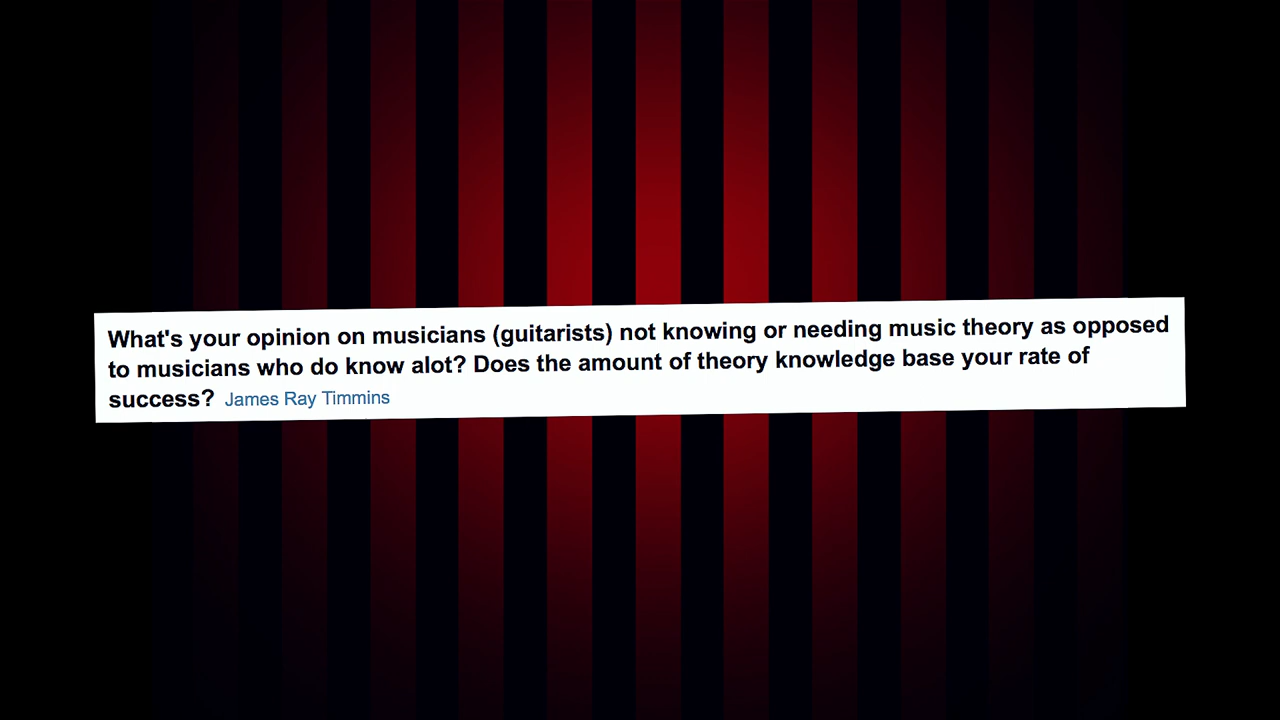 What's your opinion on musicians (guitarists) not knowing or needing music theory as opposed
to musicians who do know alot? Does the amount of theory knowledge base your rate of
success? James Ray Timmins